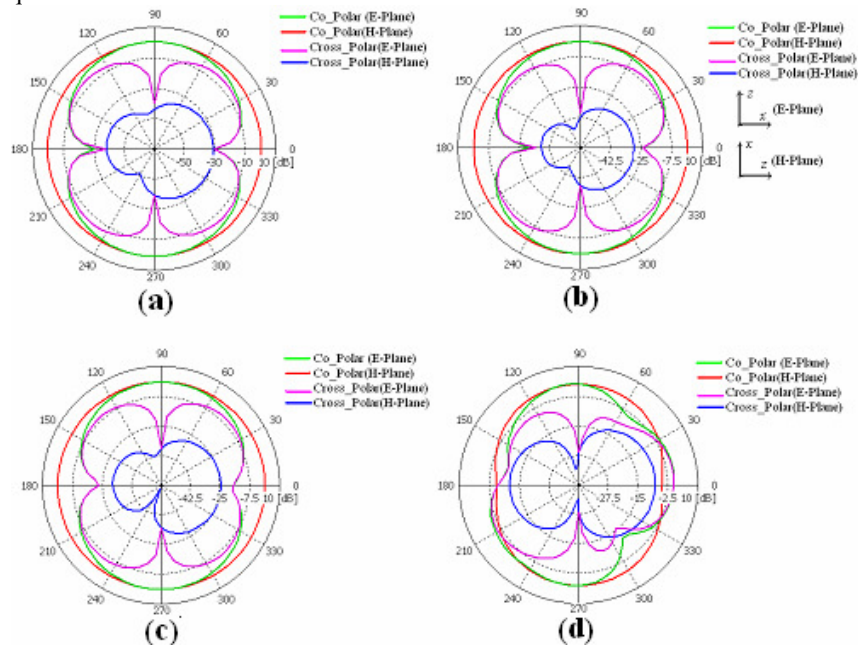 90
120
60
150
30
180
0
210
330
240
300
270
-50 -30 -10 10 [dB]
Co_Polar (E-Plane)
Co_Polar(H-Plane)
Cross_Polar(E-Plane)
Cross_Polar(H-Plane)
(a)
90
120
60
150
30
180
0
210
330
240
300
270
-42.5 -25 -7.5 10 [dB]
Co_Polar (E-Plane)
Co_Polar(H-Plane)
Cross_Polar(E-Plane)
Cross_Polar(H-Plane)
z
x
(E-Plane)
x
z
(H-Plane)
(b)
90
120
60
150
30
180
0
210
330
240
300
270
-42.5 -25 -7.5 10 [dB]
Co_Polar (E-Plane)
Co_Polar(H-Plane)
Cross_Polar(E-Plane)
Cross_Polar(H-Plane)
(c)
90
120
60
150
30
180
0
210
330
240
300
270
-27.5 -15 -2.5 10 [dB]
Co_Polar (E-Plane)
Co_Polar(H-Plane)
Cross_Polar(E-Plane)
Cross_Polar(H-Plane)
(d)